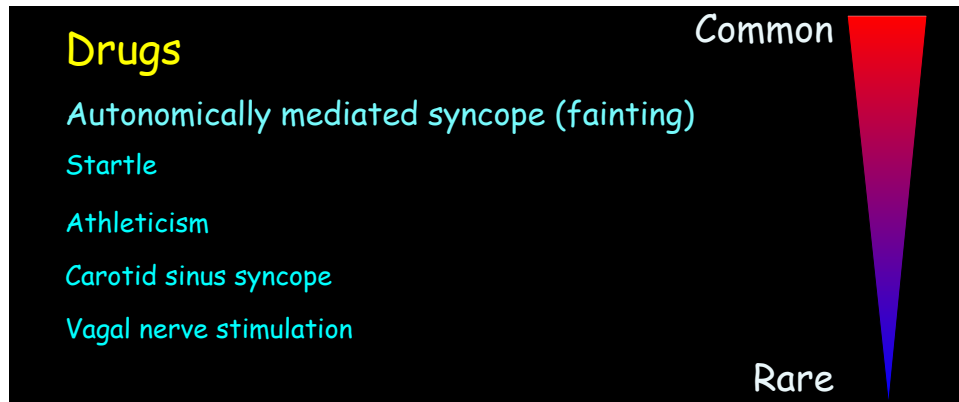 Common
Drugs
Autonomically mediated syncope (fainting)
Startle
Athleticism
Carotid sinus syncope
Vagal nerve stimulation
Rare